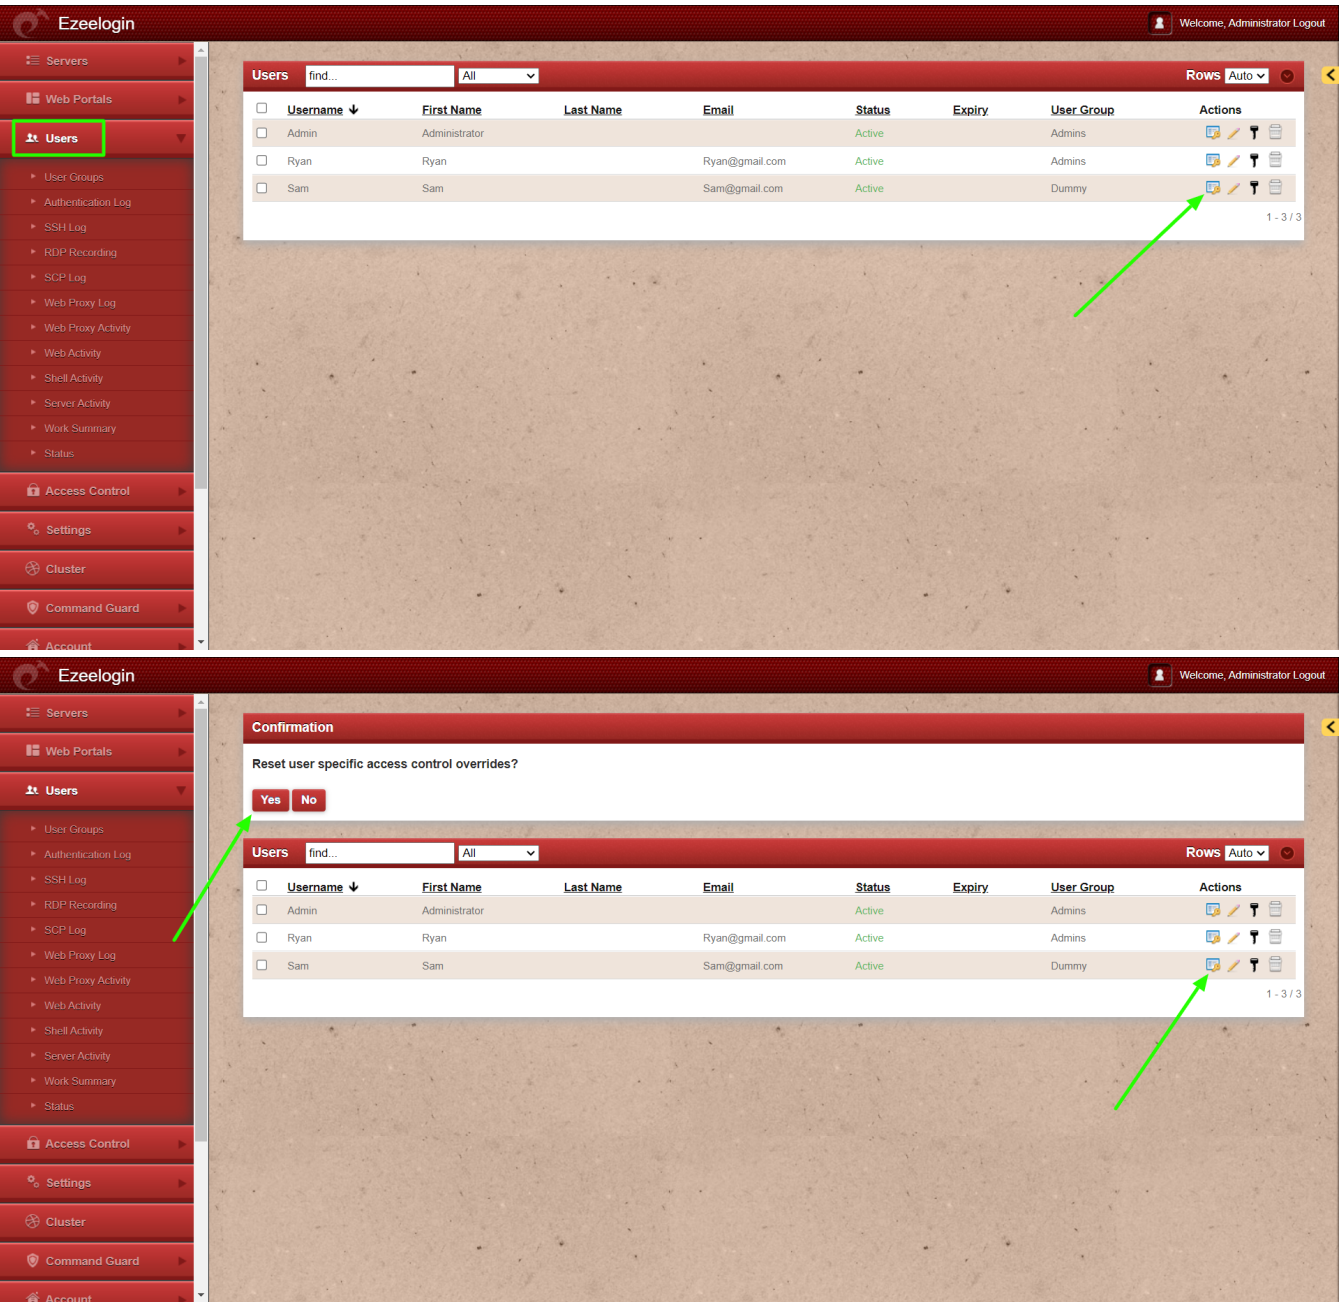 Ezeelogin
Welcome, Administrator Logout
Servers
Web Portals
Users
User Groups
Authentication Log
SSH Log
RDP Recording
SCP Log
Web Proxy Log
Web Proxy Activity
Web Activity
Shell Activity
Server Activity
Work Summary
Status
Access Control
Settings
Cluster
Command Guard
Account
Users find... All Rows Auto
Username First Name Last Name Email Status Expiry User Group Actions
Admin Administrator Active Admins
Ryan Ryan Ryan@gmail.com Active Admins
Sam Sam Sam@gmail.com Active Dummy
1 - 3 / 3
Ezeelogin
Welcome, Administrator Logout
Servers
Web Portals
Users
User Groups
Authentication Log
SSH Log
RDP Recording
SCP Log
Web Proxy Log
Web Proxy Activity
Web Activity
Shell Activity
Server Activity
Work Summary
Status
Access Control
Settings
Cluster
Command Guard
Account
Confirmation
Reset user specific access control overrides?
Yes No
Users find... All Rows Auto
Username First Name Last Name Email Status Expiry User Group Actions
Admin Administrator Active Admins
Ryan Ryan Ryan@gmail.com Active Admins
Sam Sam Sam@gmail.com Active Dummy
1 - 3 / 3